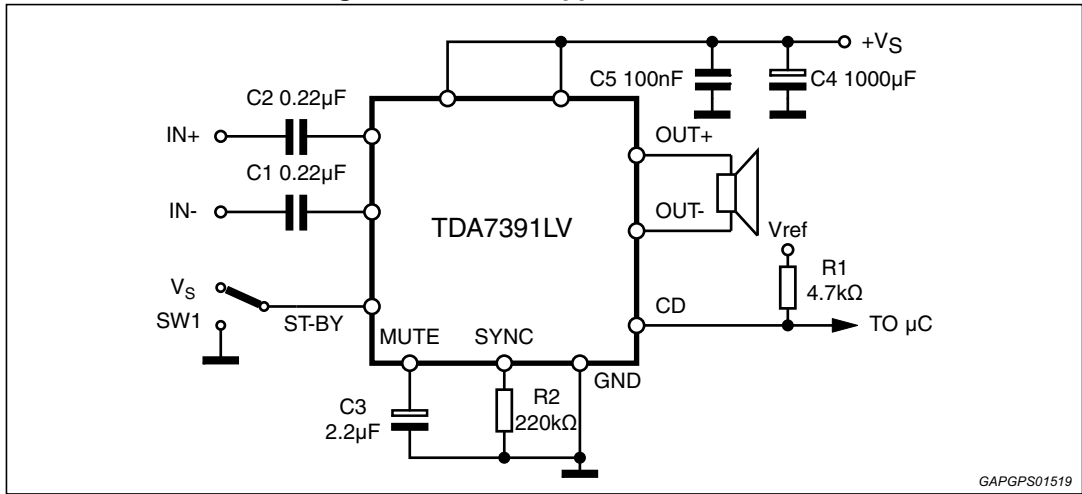 +VS
C5 100nF
C4 1000µF
C2 0.22µF
IN+
OUT+
C1 0.22µF
IN-
OUT-
TDA7391LV
Vref
R1
4.7kΩ
VS
SW1
ST-BY
CD
TO µC
MUTE
SYNC
GND
C3
2.2µF
R2
220kΩ
GAPGPS01519